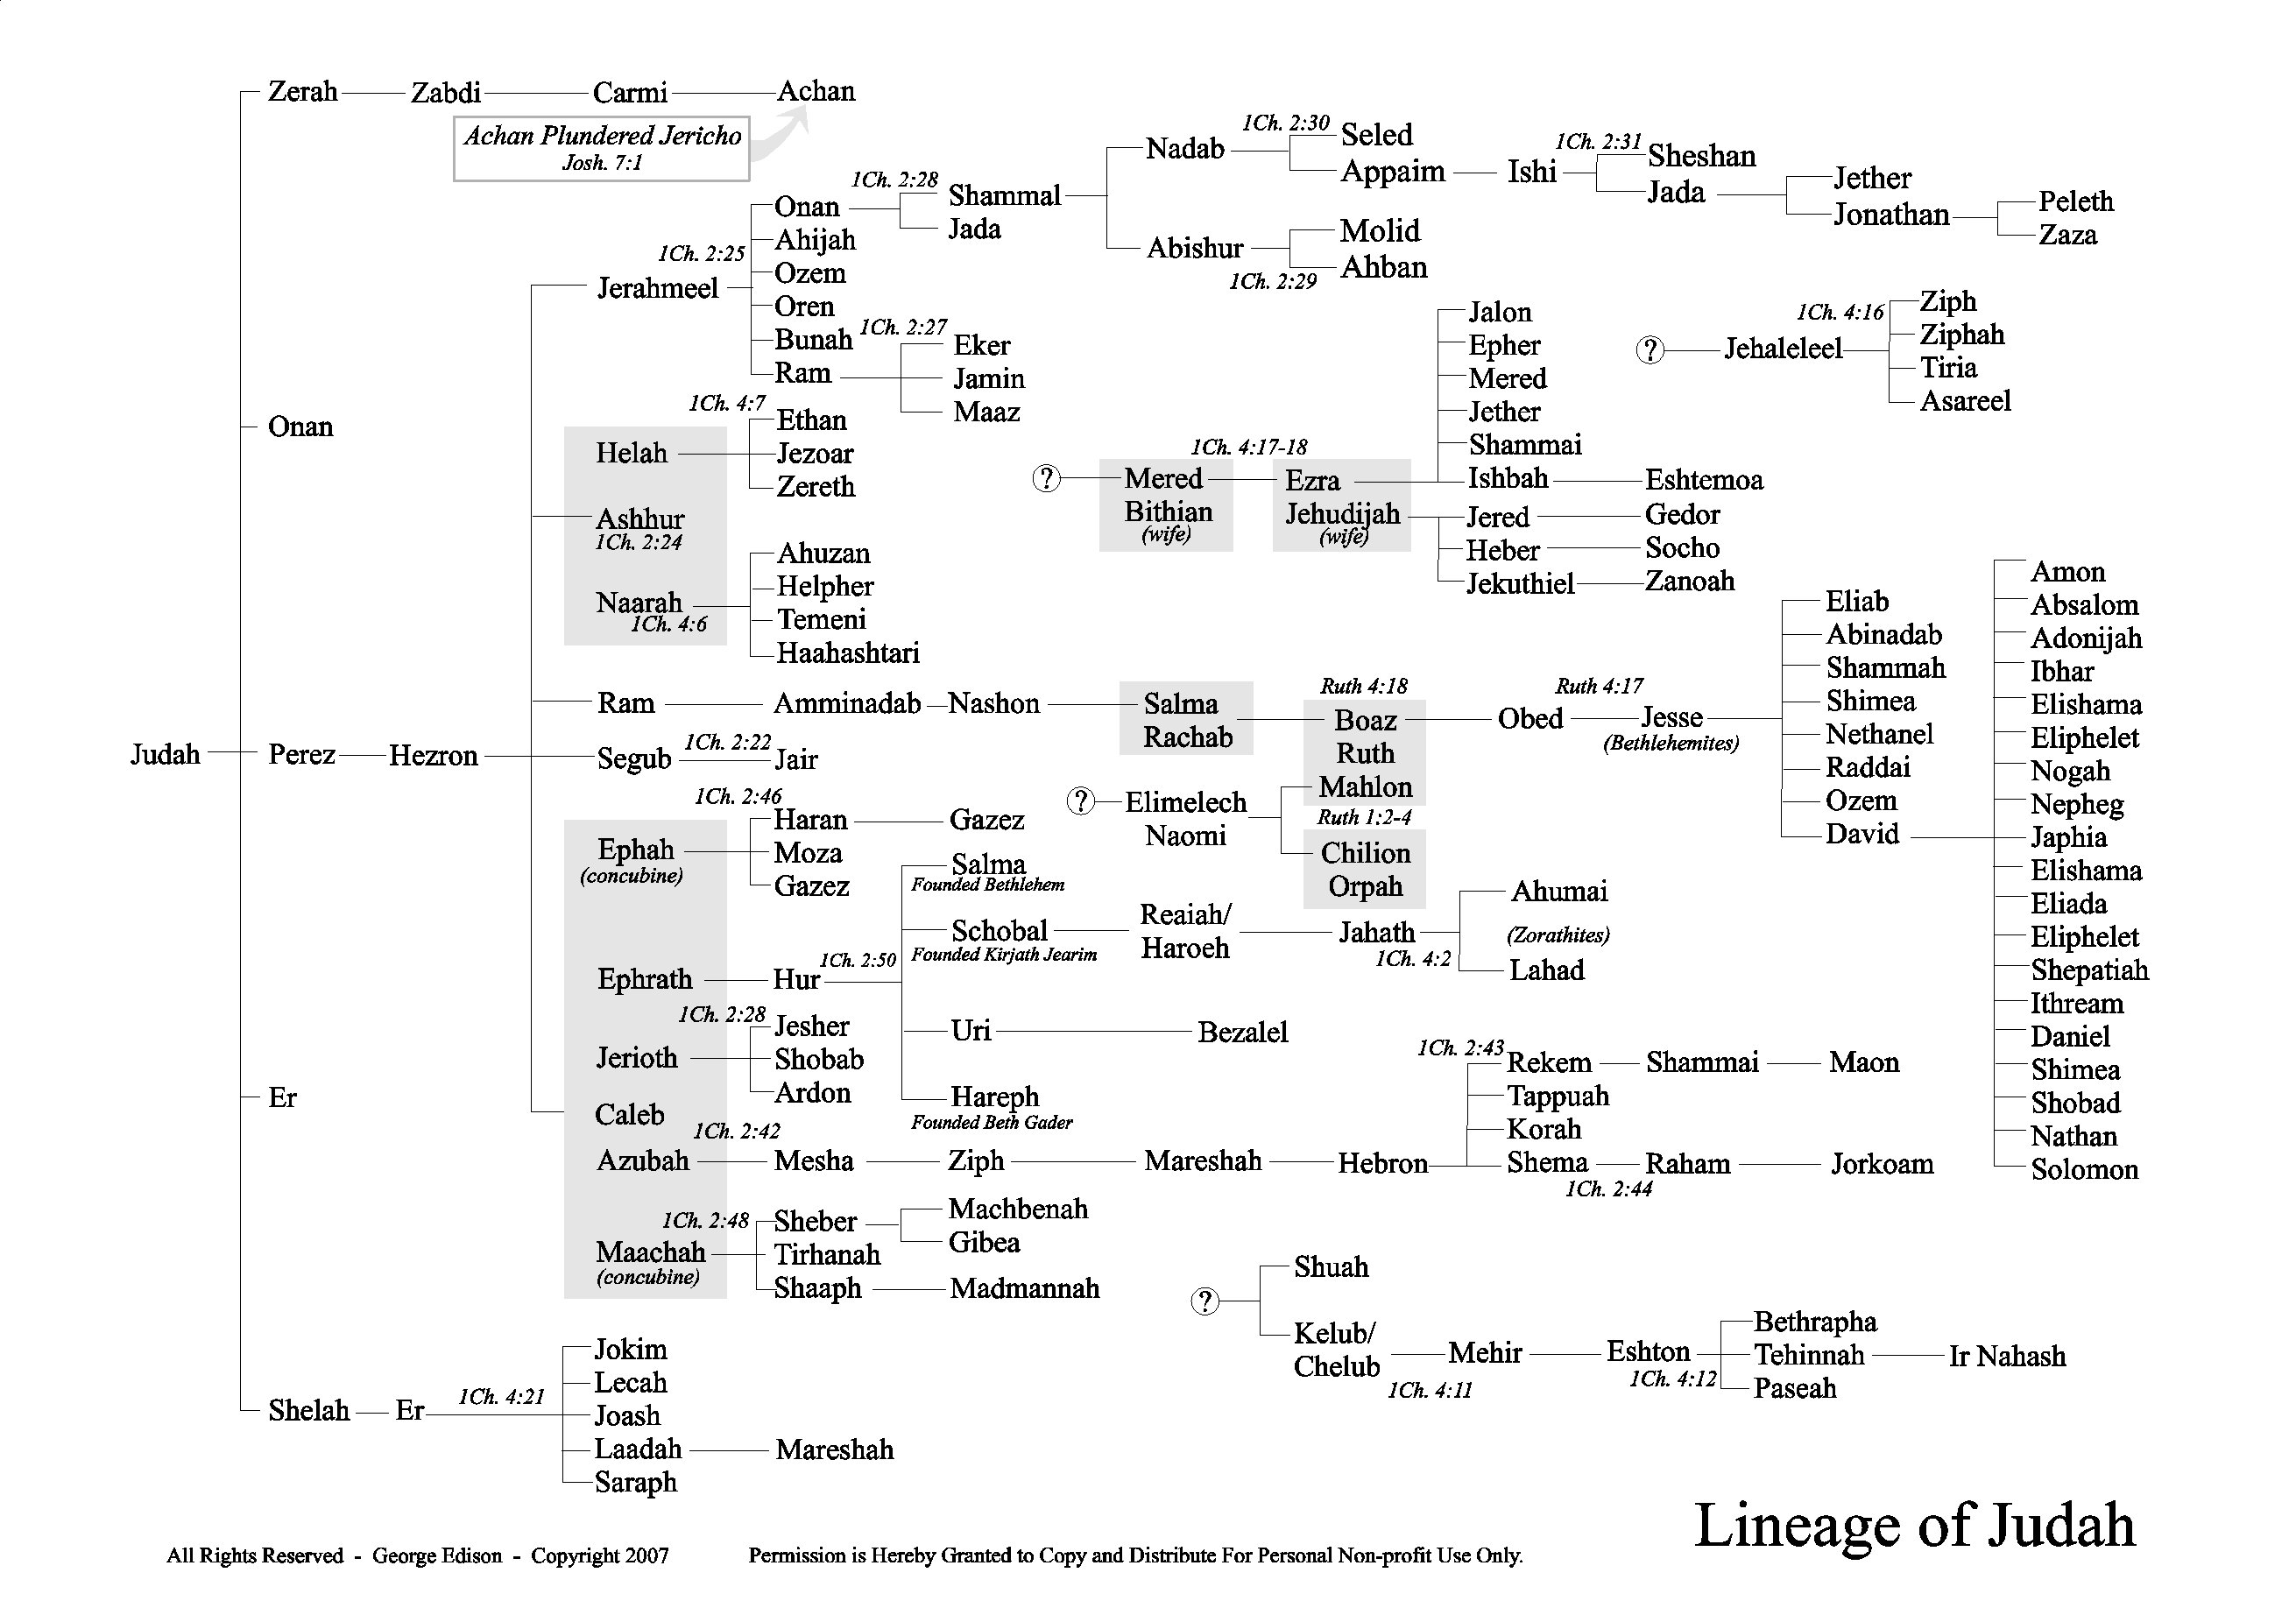 Zerah Zabdi Carmi Achan
Achan Plundered Jericho
Josh. 7:1
Nadab 1Ch. 2:30 Seled
Appaim Ishi 1Ch. 2:31 Sheshan
Jada Jether
Jonathan Peleth
Zaza
Onan 1Ch. 2:28 Shammal
Jada
Abishur Molid
1Ch. 2:29 Ahban
1Ch. 2:25
Jerahmeel
Ahijah
Ozem
Oren
Bunah 1Ch. 2:27 Eker
Ram Jamin
Maaz
Jalon
Epher
Mered
Jether
Shammai
Ishbah Eshtemoa
1Ch. 4:16 Ziph
? Jehaleleel Ziphah
Tiria
Asareel
Onan
1Ch. 4:7 Ethan
Helah Jezoar
Zereth
Ashhur
1Ch. 2:24
Ahuzan
Helpher
Naarah Temeni
1Ch. 4:6 Haahashtari
1Ch. 4:17-18
? Mered Ezra
Bithian Jehudijah Jered Gedor
(wife) (wife)
Heber Socho
Jekuthiel Zanoah
Judah Perez Hezron
Ram Amminadab Nashon Salma
Rachab
Ruth 4:18
Boaz Obed Ruth 4:17 Jesse
(Bethlehemites)
Ruth
Mahlon
? Elimelech
Naomi
Ruth 1:2-4
Chilion
Orpah
Eliab
Abinadab
Shammah
Shimea
Nethanel
Raddai
Ozem
David
Amon
Absalom
Adonijah
Ibhar
Elishama
Eliphelet
Nogah
Nepheg
Japhia
Elishama
Eliada
Eliphelet
Shepatiah
Ithream
Daniel
Shimea
Shobad
Nathan
Solomon
Segub 1Ch. 2:22 Jair
1Ch. 2:46
Haran Gazez
Ephah Moza
(concubine) Gazez
Salma
Founded Bethlehem
Schobal Reaiah/
Haroeh Jahath
Founded Kirjath Jearim
1Ch. 4:2
Ahumai
(Zorathites)
Lahad
Ephrath Hur 1Ch. 2:50
Uri Bezalel
Hareph
Founded Beth Gader
1Ch. 2:28 Jesher
Jerioth Shobab
Ardon
Er
Caleb
1Ch. 2:42
Azubah Mesha Ziph Mareshah Hebron
1Ch. 2:43 Rekem Shammai Maon
Tappuah
Korah
Shema Raham Jorkoam
1Ch. 2:44
1Ch. 2:48 Sheber Machbenah
Gibea
Maachah Tirhanah
(concubine) Shaaph Madmannah
? Shuah
Kelub/
Chelub Mehir Eshton
1Ch. 4:11 1Ch. 4:12
Bethrapha
Tehinnah Ir Nahash
Paseah
Shelah Er 1Ch. 4:21
Jokim
Lecah
Joash
Laadah Mareshah
Saraph
Lineage of Judah
All Rights Reserved - George Edison - Copyright 2007 Permission is Hereby Granted to Copy and Distribute For Personal Non-profit Use Only.